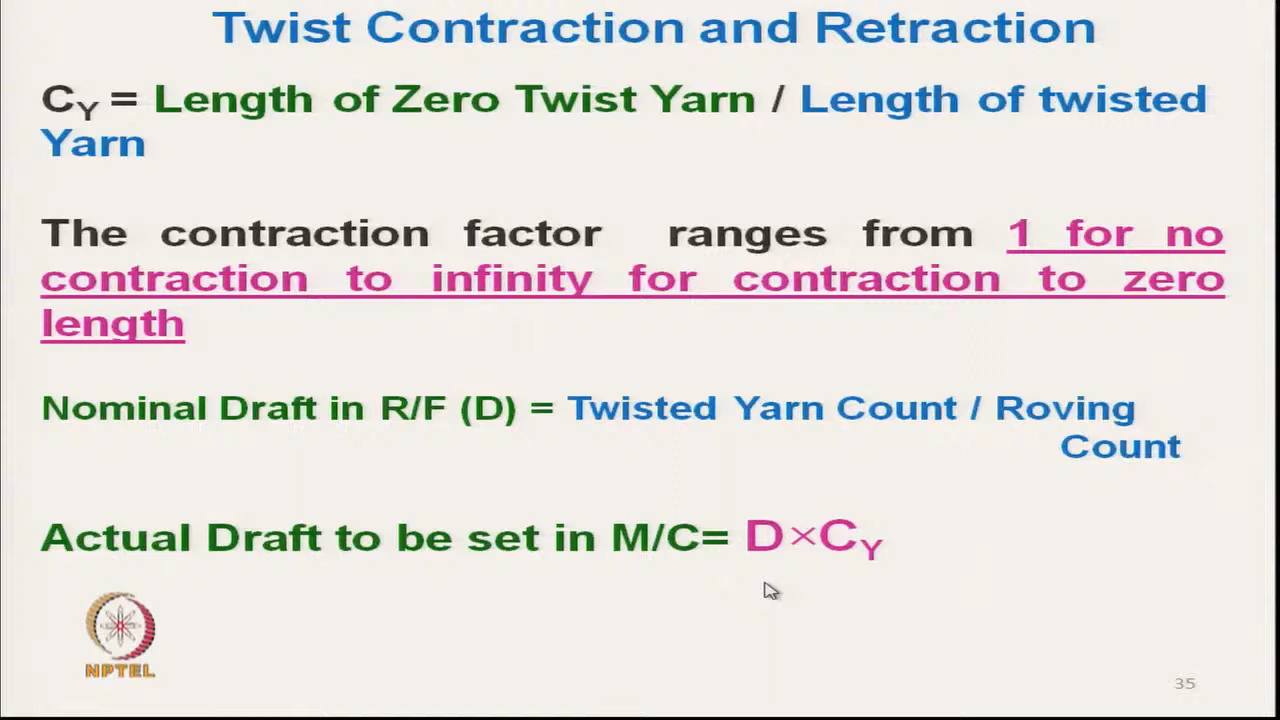 Twist Contraction and Retraction
CY = Length of Zero Twist Yarn / Length of twisted
Yarn
The contraction factor ranges from 1 for no
contraction to infinity for contraction to zero
length
Nominal Draft in R/F (D) = Twisted Yarn Count / Roving
Count
Actual Draft to be set in M/C= D×CY
NPTEL
35